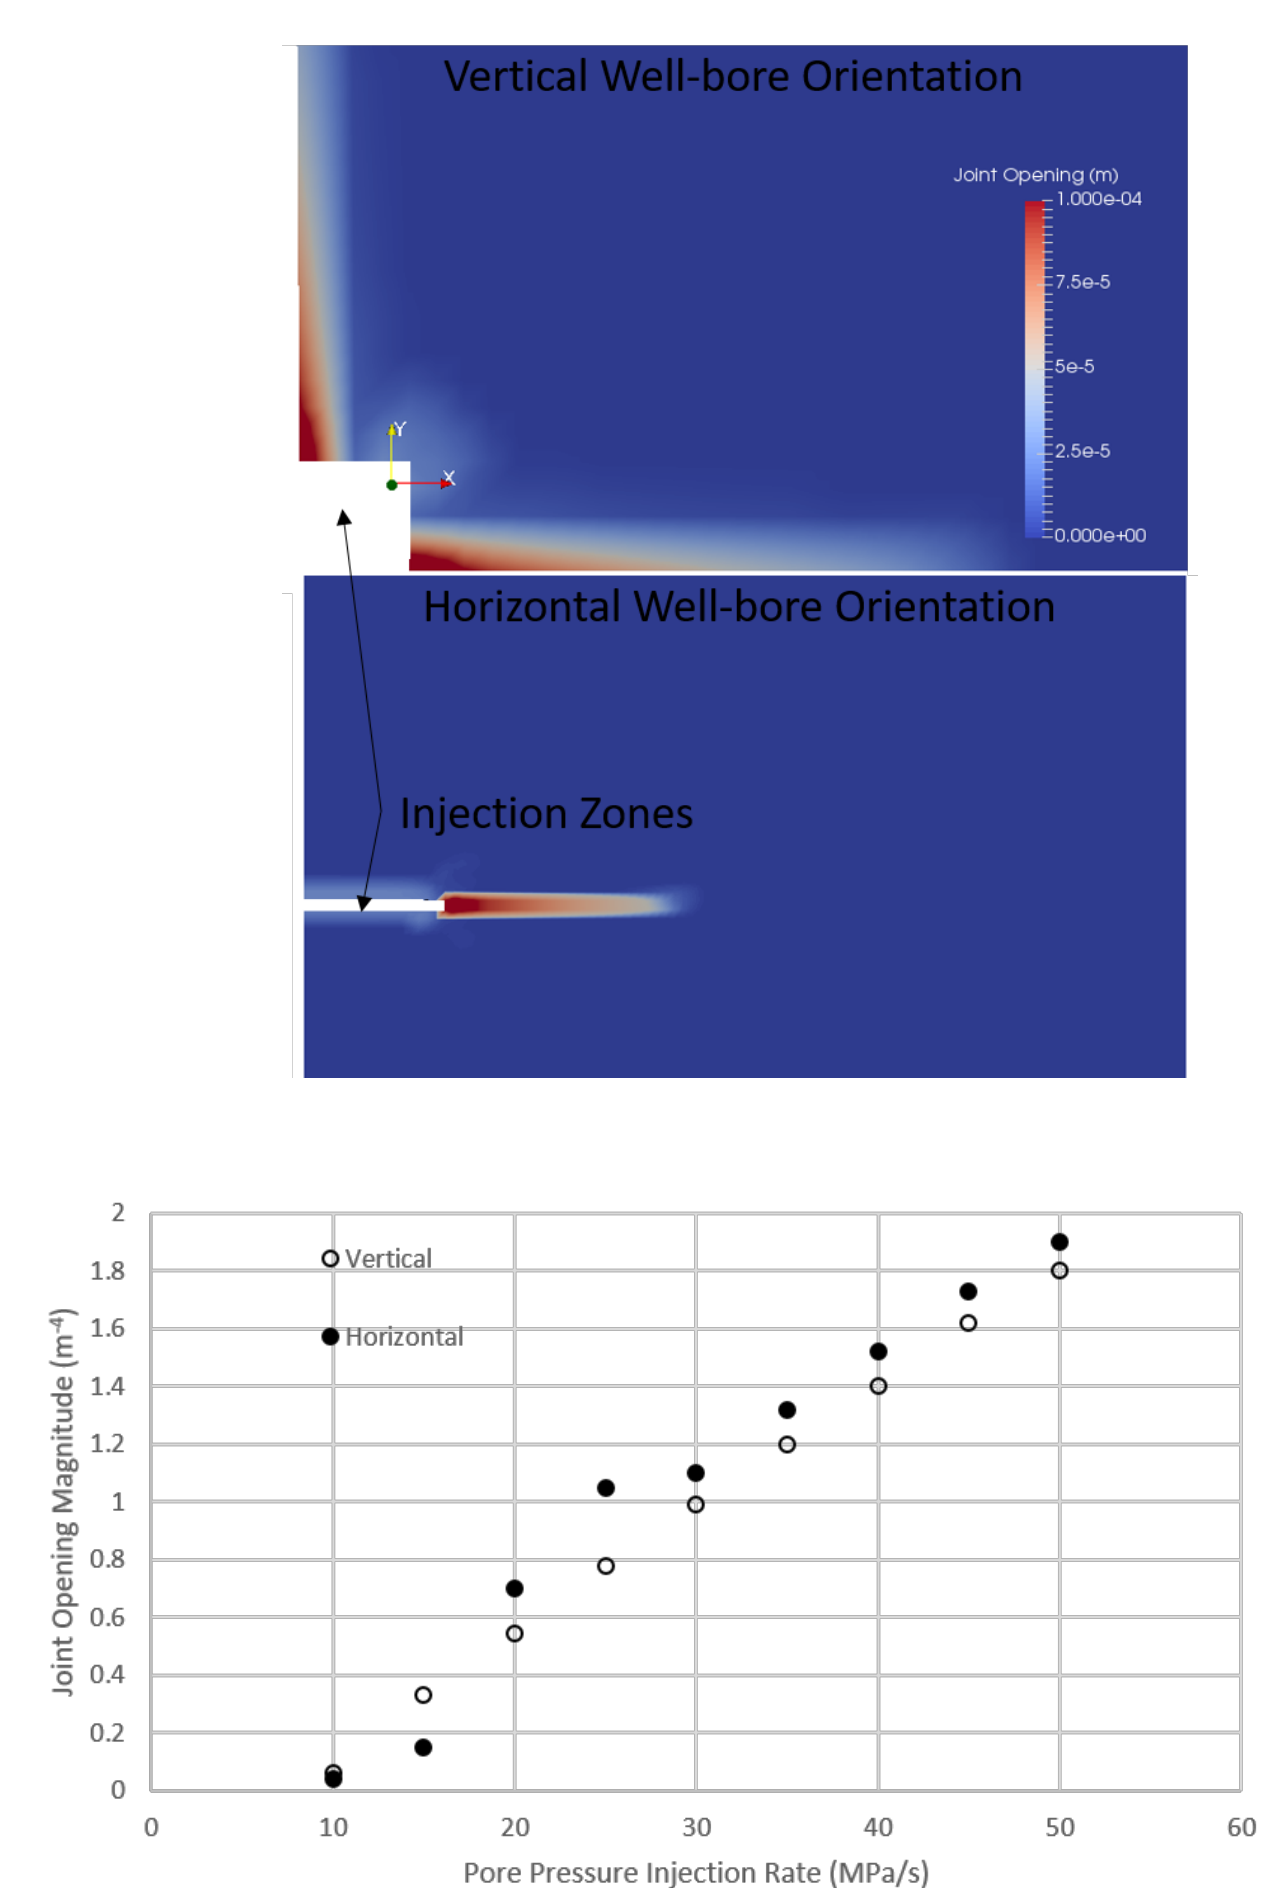 Vertical Well-bore Orientation
Joint Opening (m)
1.000e-04
7.5e-5
5e-5
2.5e-5
0.000e+00
Y
X
Horizontal Well-bore Orientation
Injection Zones
2
1.8
1.6
1.4
1.2
1
0.8
0.6
0.4
0.2
0
Vertical
Horizontal
Joint Opening Magnitude (m⁻⁴)
0 10 20 30 40 50 60
Pore Pressure Injection Rate (MPa/s)